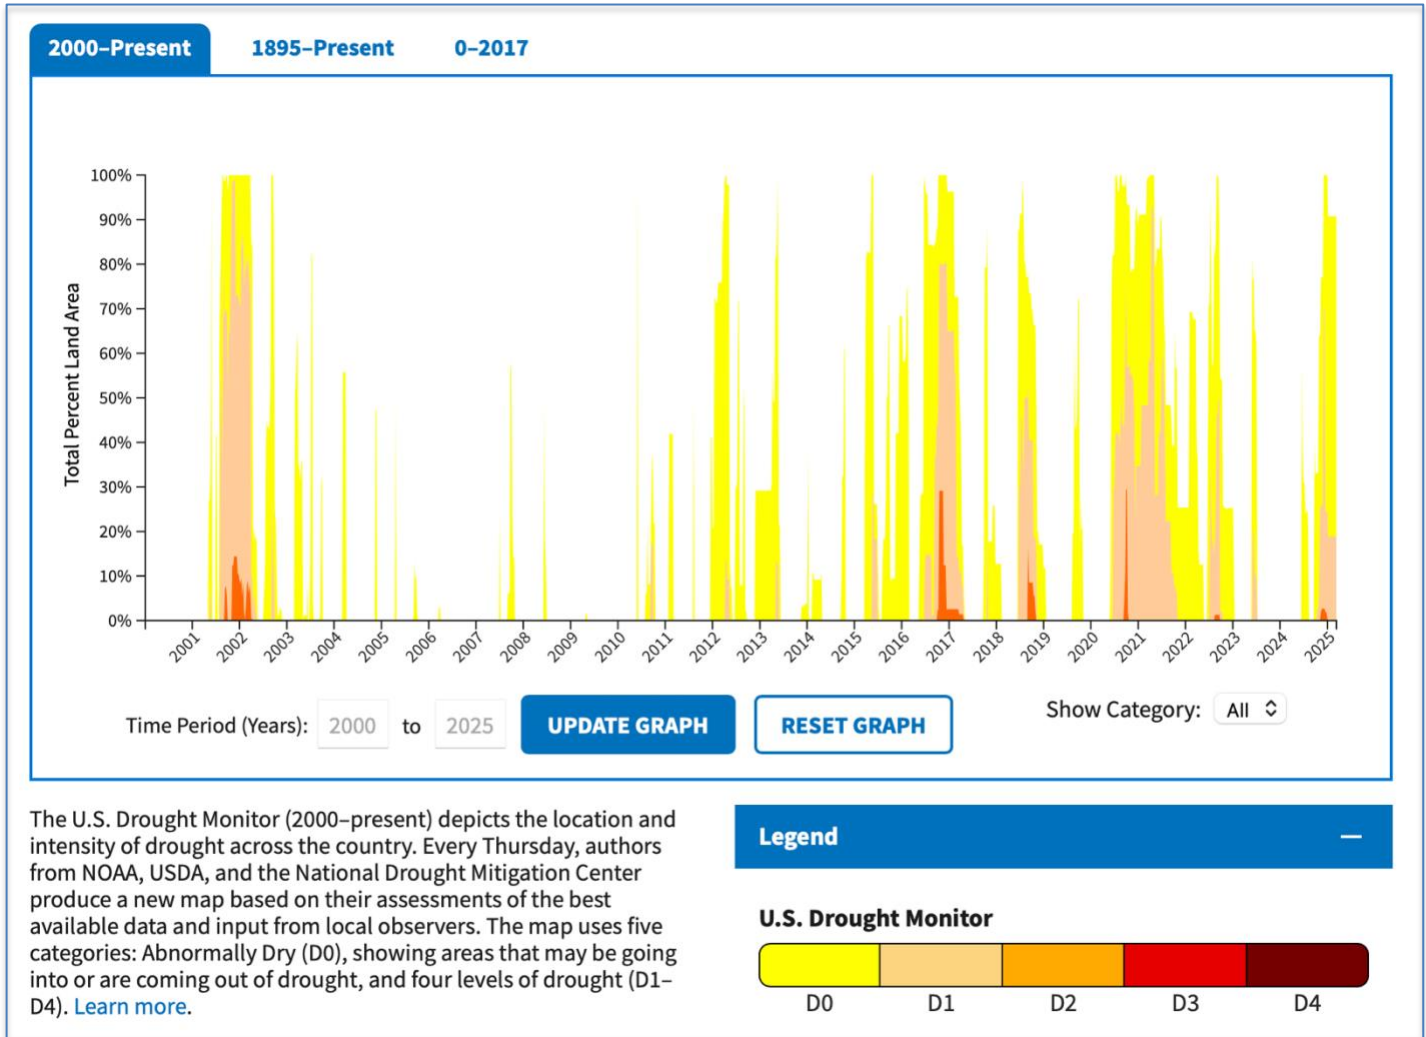 2000–Present 1895–Present 0–2017
Total Percent Land Area
100%
90%
80%
70%
60%
50%
40%
30%
20%
10%
0%
2001 2002 2003 2004 2005 2006 2007 2008 2009 2010 2011 2012 2013 2014 2015 2016 2017 2018 2019 2020 2021 2022 2023 2024 2025
Time Period (Years): 2000 to 2025 UPDATE GRAPH RESET GRAPH Show Category: All
The U.S. Drought Monitor (2000–present) depicts the location and
intensity of drought across the country. Every Thursday, authors
from NOAA, USDA, and the National Drought Mitigation Center
produce a new map based on their assessments of the best
available data and input from local observers. The map uses five
categories: Abnormally Dry (D0), showing areas that may be going
into or are coming out of drought, and four levels of drought (D1–
D4). Learn more.
Legend
U.S. Drought Monitor
D0 D1 D2 D3 D4